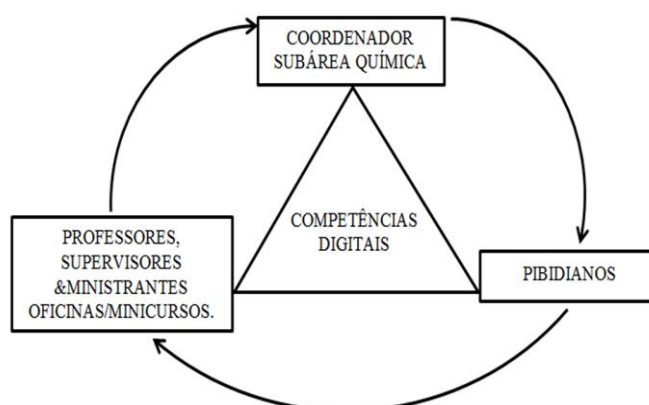 COORDENADOR
SUBÁREA QUÍMICA
COMPETÊNCIAS
DIGITAIS
PROFESSORES,
SUPERVISORES
&MINISTRANTES
OFICINAS/MINICURSOS.
PIBIDIANOS